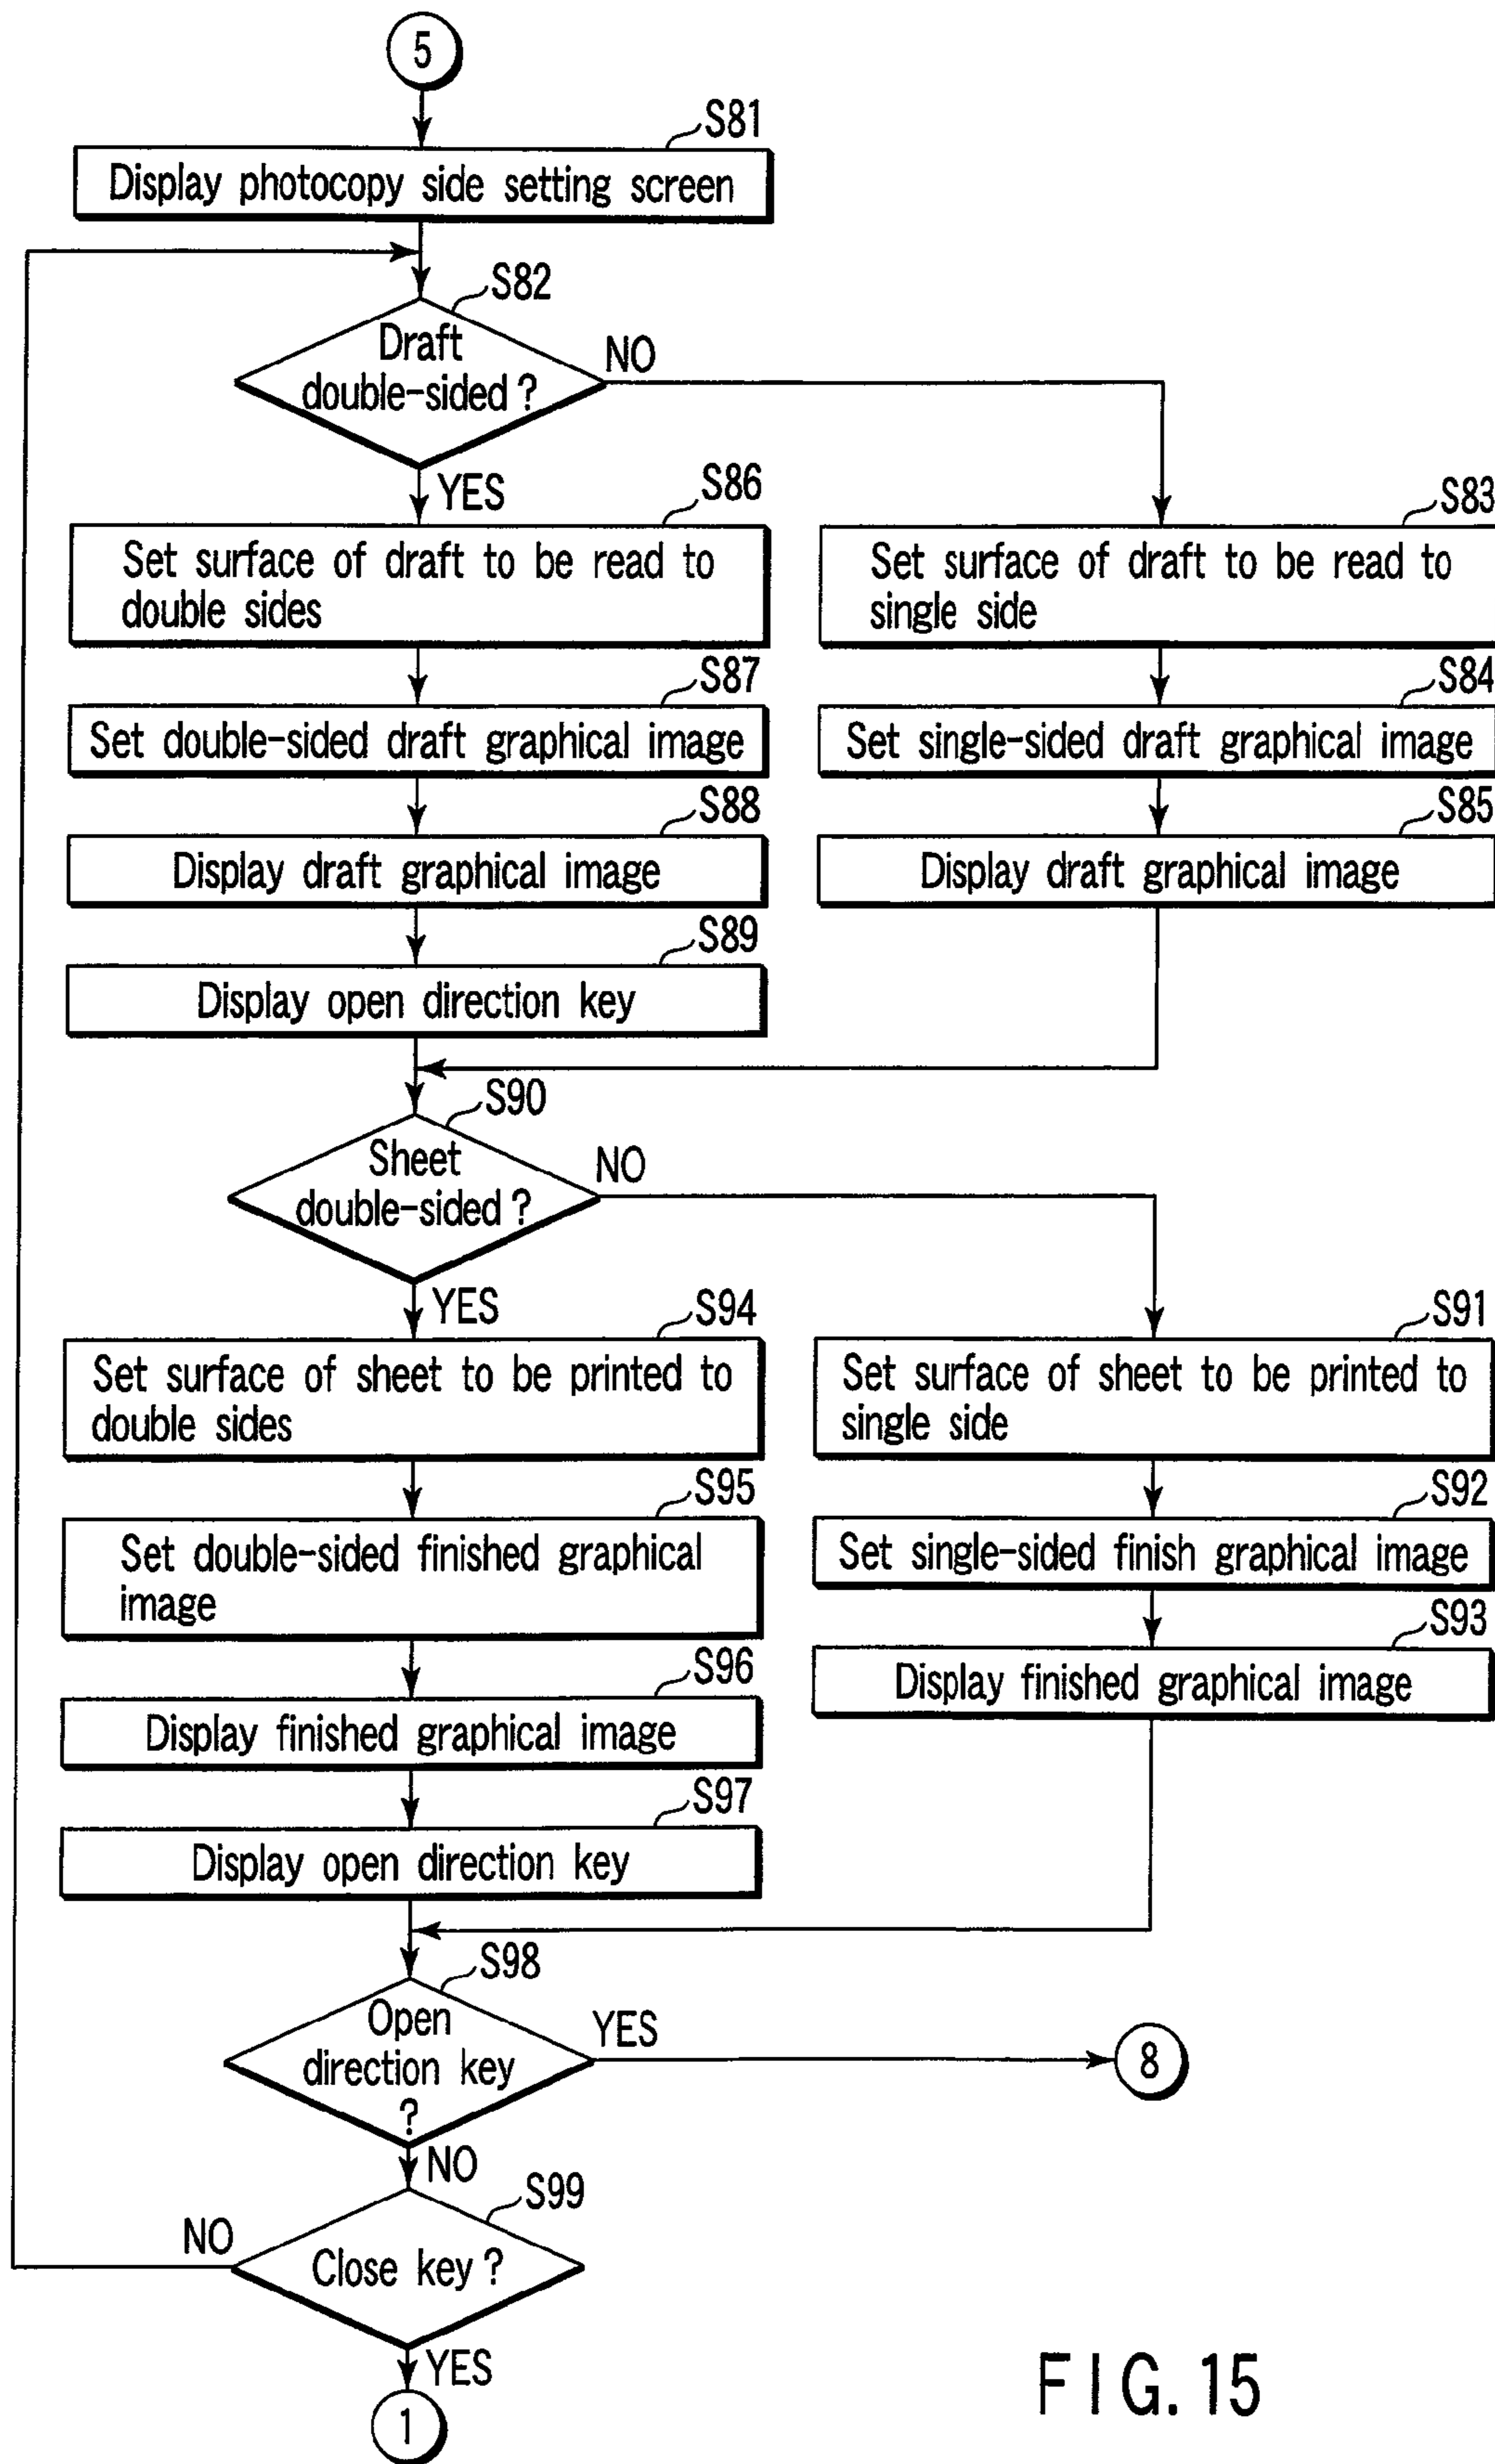 5
S81
Display photocopy side setting screen
S82
Draft
double-sided ?
NO
YES
S86
Set surface of draft to be read to
double sides
S83
Set surface of draft to be read to
single side
S87
Set double-sided draft graphical image
S84
Set single-sided draft graphical image
S88
Display draft graphical image
S85
Display draft graphical image
S89
Display open direction key
S90
Sheet
double-sided ?
NO
YES
S94
Set surface of sheet to be printed to
double sides
S91
Set surface of sheet to be printed to
single side
S95
Set double-sided finished graphical
image
S92
Set single-sided finish graphical image
S96
Display finished graphical image
S93
Display finished graphical image
S97
Display open direction key
S98
Open
direction key
?
YES
8
NO
S99
Close key ?
NO
YES
1
FIG. 15